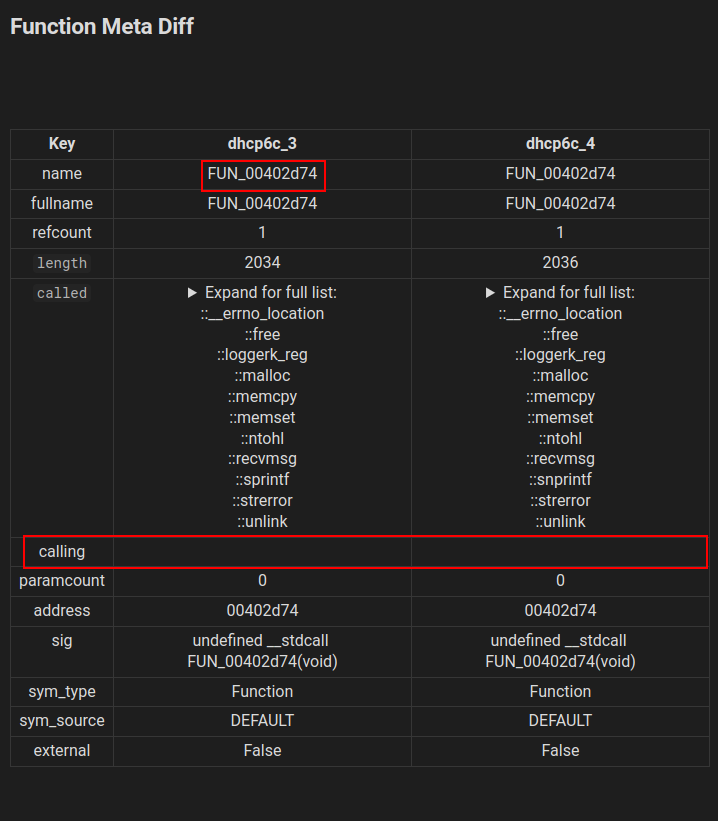 Function Meta Diff
Key dhcp6c_3 dhcp6c_4
name FUN_00402d74 FUN_00402d74
fullname FUN_00402d74 FUN_00402d74
refcount 1 1
length 2034 2036
called ▶ Expand for full list: ▶ Expand for full list:
::__errno_location ::__errno_location
::free ::free
::loggerk_reg ::loggerk_reg
::malloc ::malloc
::memcpy ::memcpy
::memset ::memset
::ntohl ::ntohl
::recvmsg ::recvmsg
::sprintf ::snprintf
::strerror ::strerror
::unlink ::unlink
calling
paramcount 0 0
address 00402d74 00402d74
sig undefined __stdcall undefined __stdcall
FUN_00402d74(void) FUN_00402d74(void)
sym_type Function Function
sym_source DEFAULT DEFAULT
external False False